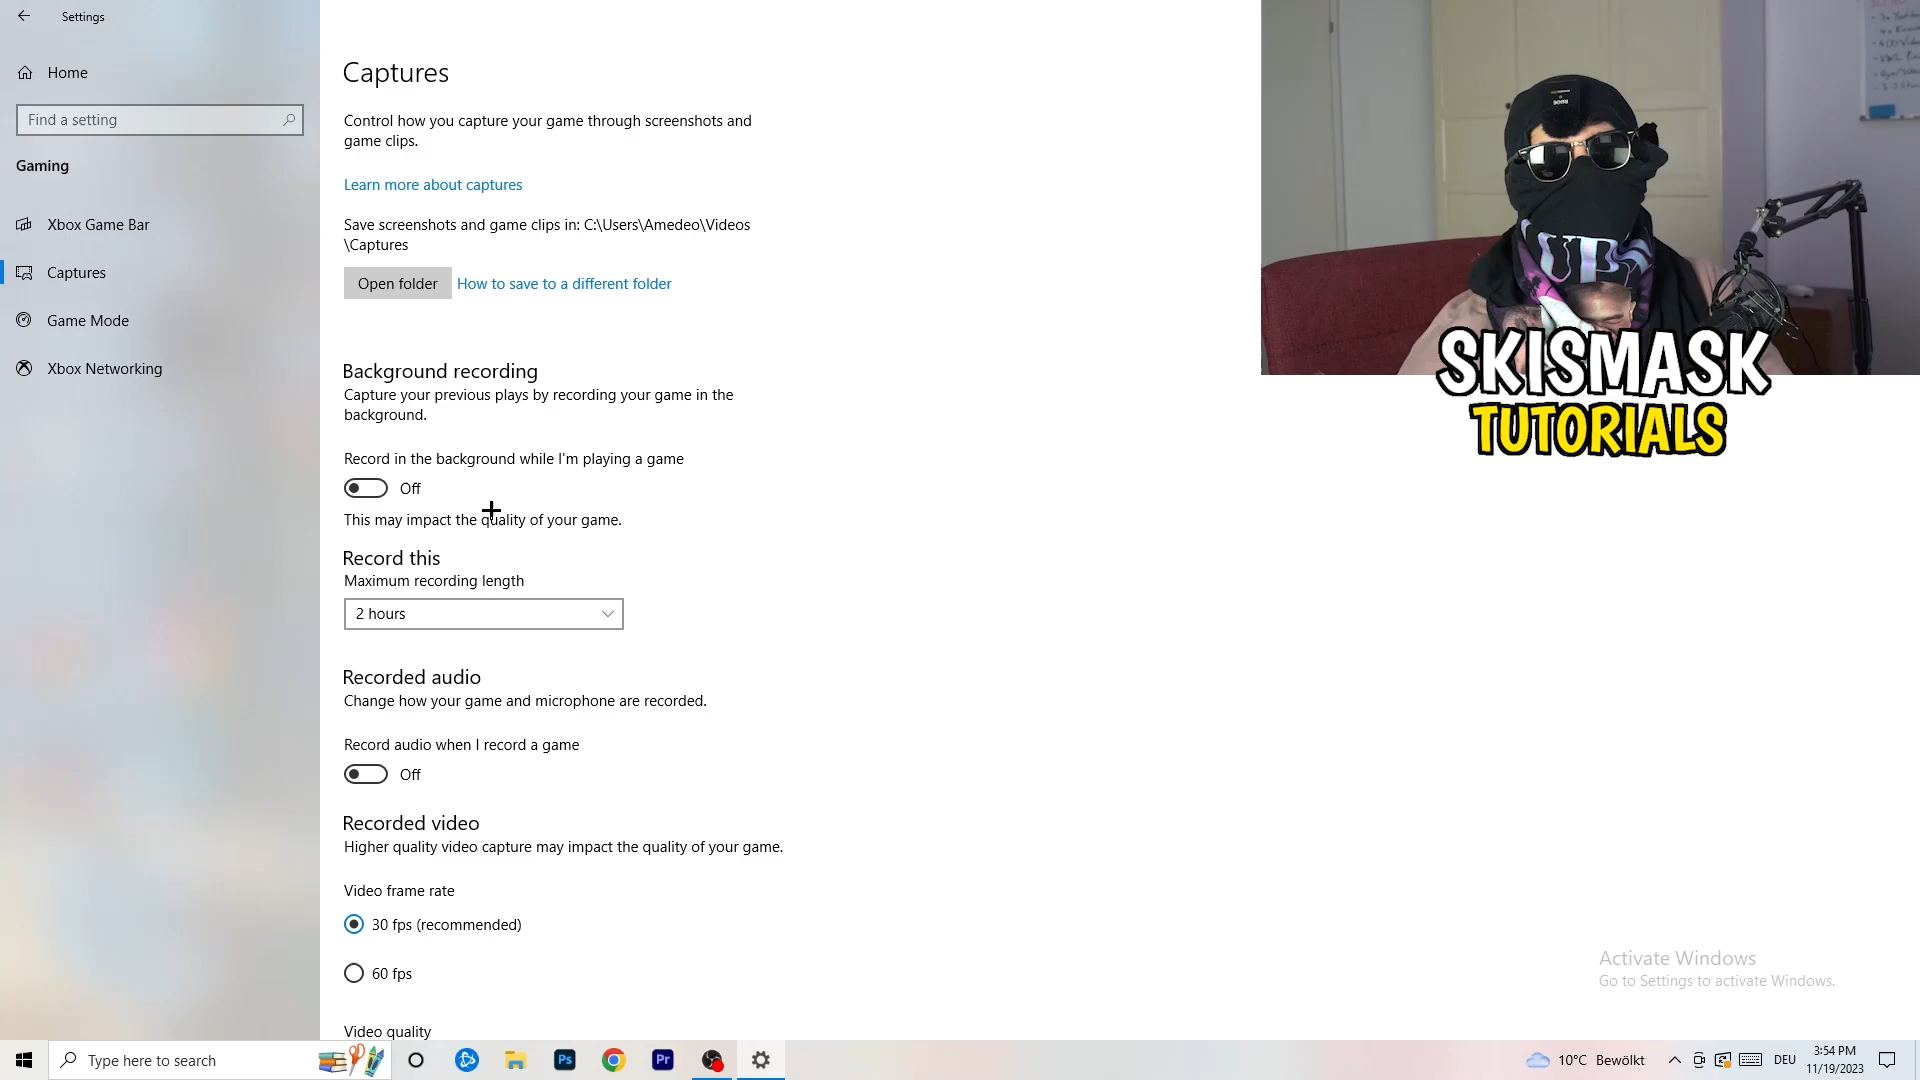 Settings
Home
Find a setting
Gaming
Xbox Game Bar
Captures
Game Mode
Xbox Networking
Captures
Control how you capture your game through screenshots and
game clips.
Learn more about captures
Save screenshots and game clips in: C:\Users\Amedeo\Videos
\Captures
Open folder
How to save to a different folder
Background recording
Capture your previous plays by recording your game in the
background.
Record in the background while I'm playing a game
Off
This may impact the quality of your game.
Record this
Maximum recording length
2 hours
Recorded audio
Change how your game and microphone are recorded.
Record audio when I record a game
Off
Recorded video
Higher quality video capture may impact the quality of your game.
Video frame rate
30 fps (recommended)
60 fps
Video quality
SKISMASK
TUTORIALS
Activate Windows
Go to Settings to activate Windows.
Type here to search
Ps
Pr
10°C Bewölkt
DEU
3:54 PM
11/19/2023